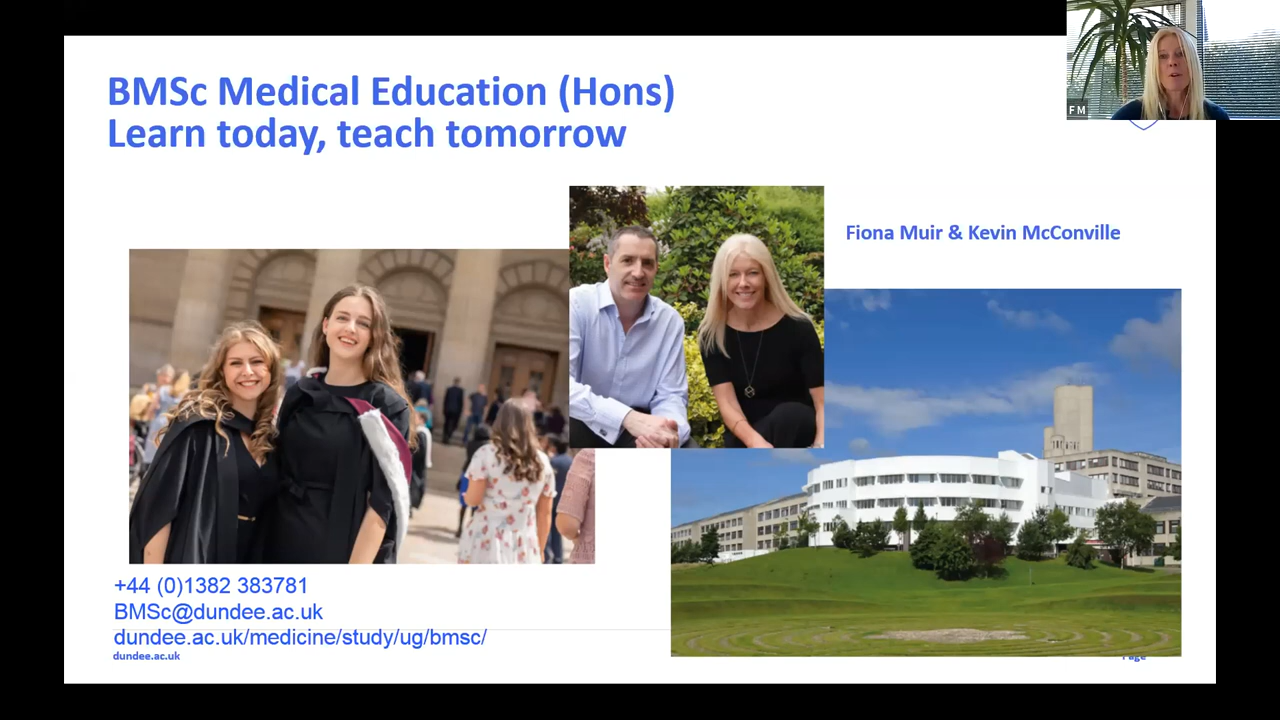 BMSc Medical Education (Hons)
Learn today, teach tomorrow
FM
Fiona Muir & Kevin McConville
+44 (0)1382 383781
BMSc@dundee.ac.uk
dundee.ac.uk/medicine/study/ug/bmsc/
dundee.ac.uk
Page